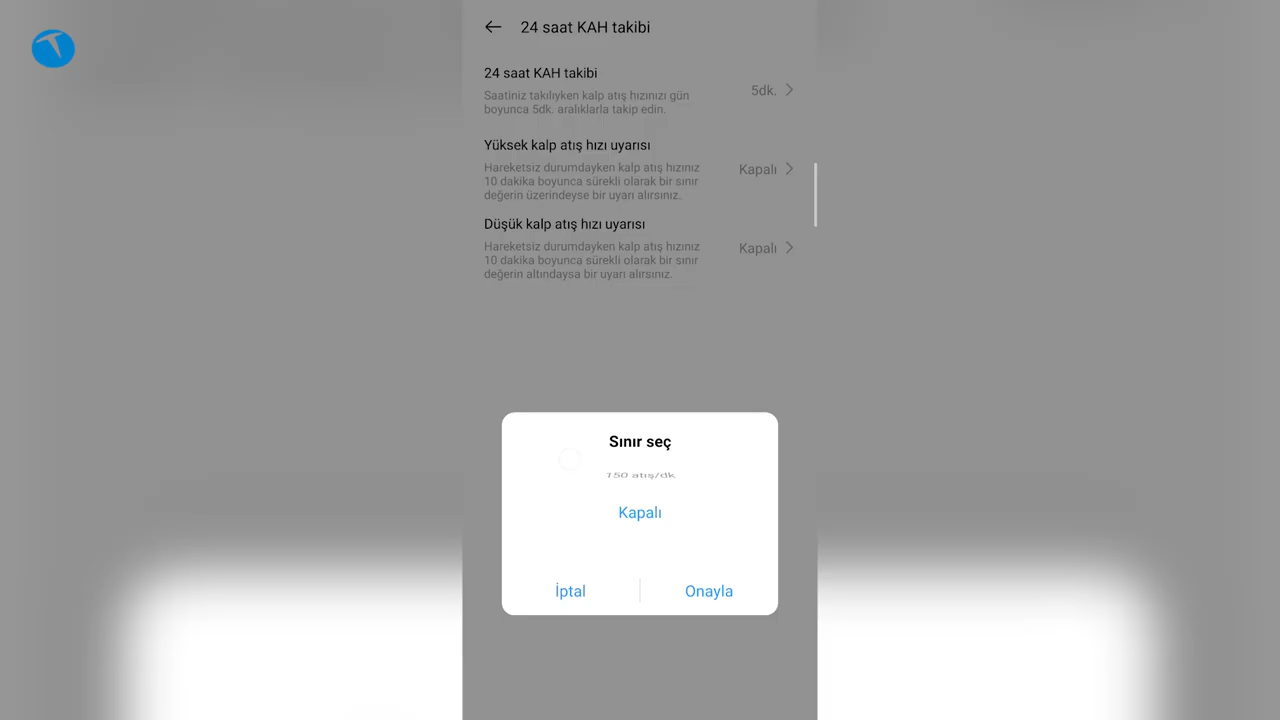 24 saat KAH takibi
24 saat KAH takibi
Saatiniz takılıyken kalp atış hızınızı gün
boyunca 5dk. aralıklarla takip edin.
5dk.
Yüksek kalp atış hızı uyarısı
Hareketsiz durumdayken kalp atış hızınız
10 dakika boyunca sürekli olarak bir sınır
değerin üzerindeyse bir uyarı alırsınız.
Kapalı
Düşük kalp atış hızı uyarısı
Hareketsiz durumdayken kalp atış hızınız
10 dakika boyunca sürekli olarak bir sınır
değerin altındaysa bir uyarı alırsınız.
Kapalı
Sınır seç
150 atış/dk
Kapalı
İptal
Onayla